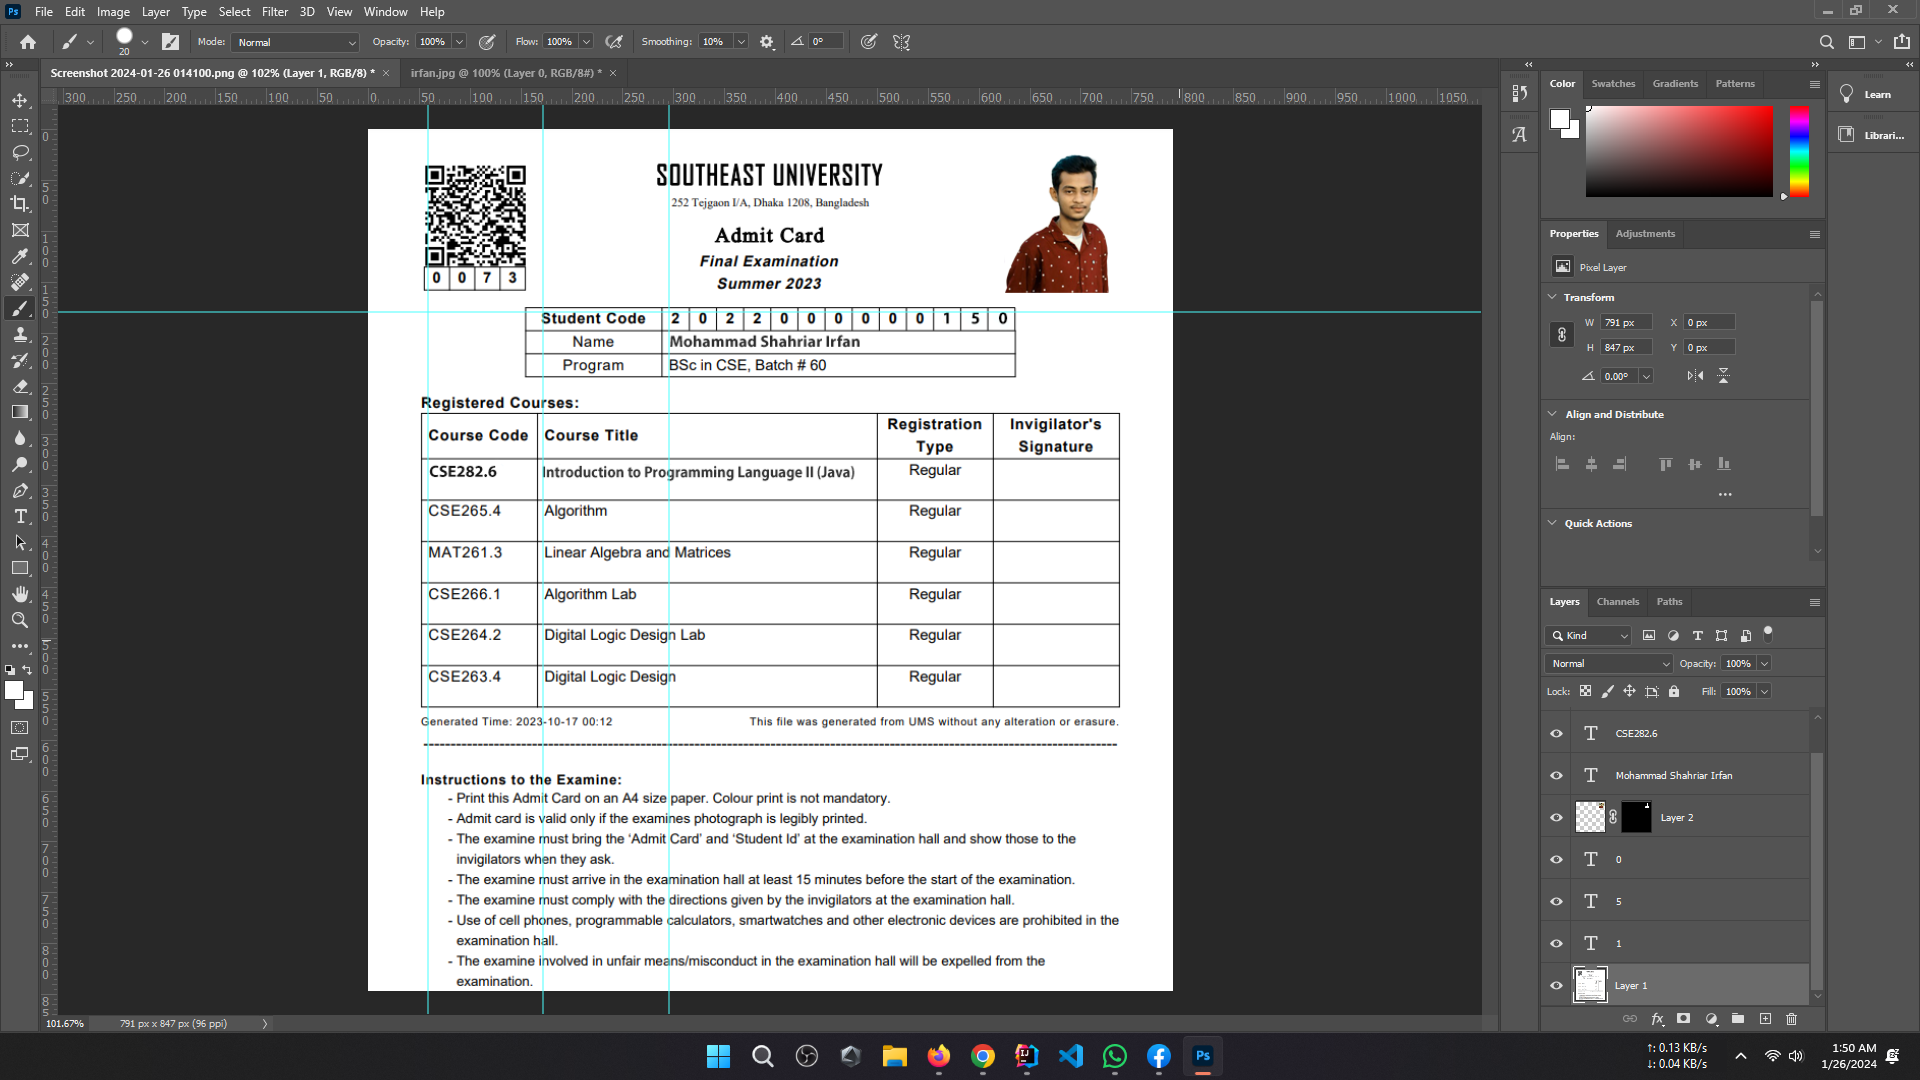 Ps File Edit Image Layer Type Select Filter 3D View Window Help
20 Mode: Normal Opacity: 100% Flow: 100% Smoothing: 10% 0°
Screenshot 2024-01-26 014100.png @ 102% (Layer 1, RGB/8) * × irfan.jpg @ 100% (Layer 0, RGB/8#) * ×
300 250 200 150 100 50 0 50 100 150 200 250 300 350 400 450 500 550 600 650 700 750 800 850 900 950 1000 1050
SOUTHEAST UNIVERSITY
252 Tejgaon I/A, Dhaka 1208, Bangladesh
Admit Card
Final Examination
Summer 2023
0 0 7 3
Student Code 2 0 2 2 0 0 0 0 0 0 1 5 0
Name Mohammad Shahriar Irfan
Program BSc in CSE, Batch # 60
Registered Courses:
Course Code Course Title Registration Type Invigilator's Signature
CSE282.6 Introduction to Programming Language II (Java) Regular
CSE265.4 Algorithm Regular
MAT261.3 Linear Algebra and Matrices Regular
CSE266.1 Algorithm Lab Regular
CSE264.2 Digital Logic Design Lab Regular
CSE263.4 Digital Logic Design Regular
Generated Time: 2023-10-17 00:12 This file was generated from UMS without any alteration or erasure.
Instructions to the Examine:
- Print this Admit Card on an A4 size paper. Colour print is not mandatory.
- Admit card is valid only if the examines photograph is legibly printed.
- The examine must bring the ‘Admit Card’ and ‘Student Id’ at the examination hall and show those to the
invigilators when they ask.
- The examine must arrive in the examination hall at least 15 minutes before the start of the examination.
- The examine must comply with the directions given by the invigilators at the examination hall.
- Use of cell phones, programmable calculators, smartwatches and other electronic devices are prohibited in the
examination hall.
- The examine involved in unfair means/misconduct in the examination hall will be expelled from the
examination.
101.67% 791 px x 847 px (96 ppi)
Color Swatches Gradients Patterns
Learn
Librari...
Properties Adjustments
Pixel Layer
Transform
W 791 px X 0 px
H 847 px Y 0 px
0.00°
Align and Distribute
Align:
Quick Actions
Layers Channels Paths
Kind
Normal Opacity: 100%
Lock: Fill: 100%
CSE282.6
Mohammad Shahriar Irfan
Layer 2
0
5
1
Layer 1
fx
Ps
↑: 0.13 KB/s
↓: 0.04 KB/s
1:50 AM
1/26/2024